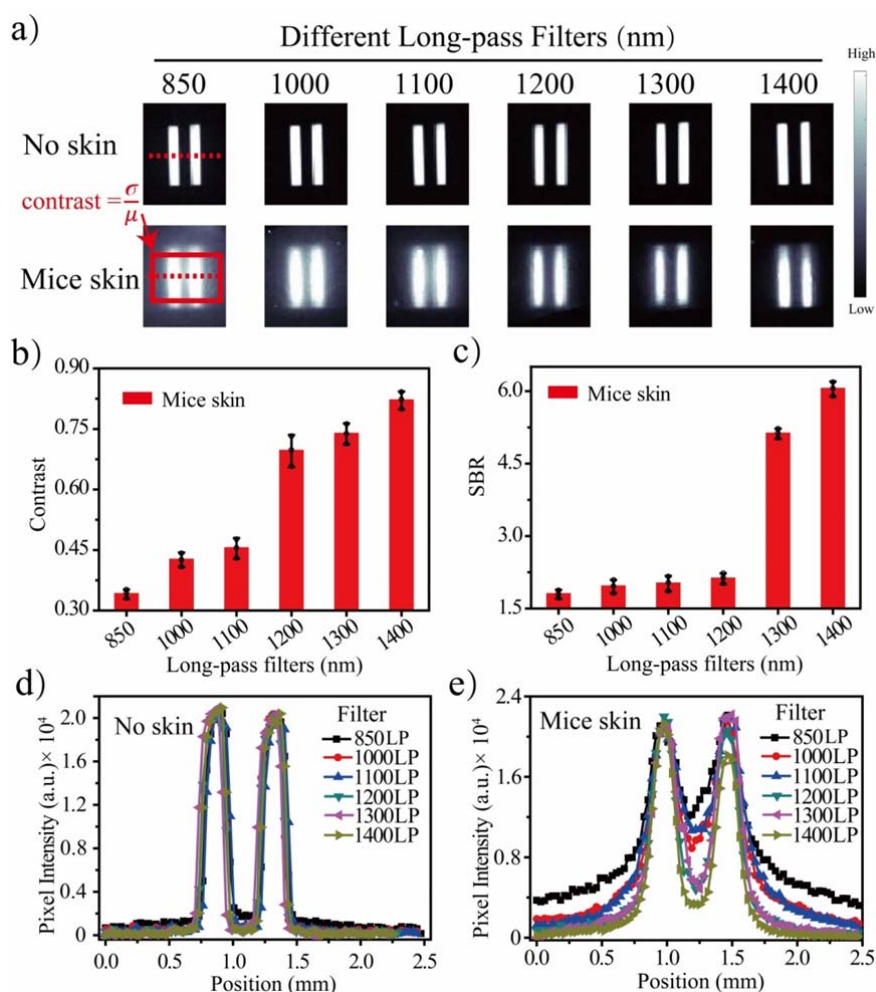 a)
Different Long-pass Filters (nm)
850 1000 1100 1200 1300 1400
High
No skin
contrast = σ/μ
Mice skin
Low
b)
0.90
0.75
0.60
0.45
0.30
Contrast
Mice skin
850 1000 1100 1200 1300 1400
Long-pass filters (nm)
c)
6.0
4.5
3.0
1.5
SBR
Mice skin
850 1000 1100 1200 1300 1400
Long-pass filters (nm)
d)
2.0
1.6
1.2
0.8
0.4
0
Pixel Intensity (a.u.)× 10⁴
No skin
Filter
850LP
1000LP
1100LP
1200LP
1300LP
1400LP
0.0 0.5 1.0 1.5 2.0 2.5
Position (mm)
e)
2.4
1.8
1.2
0.6
0
Pixel Intensity (a.u.)× 10⁴
Mice skin
Filter
850LP
1000LP
1100LP
1200LP
1300LP
1400LP
0.0 0.5 1.0 1.5 2.0 2.5
Position (mm)